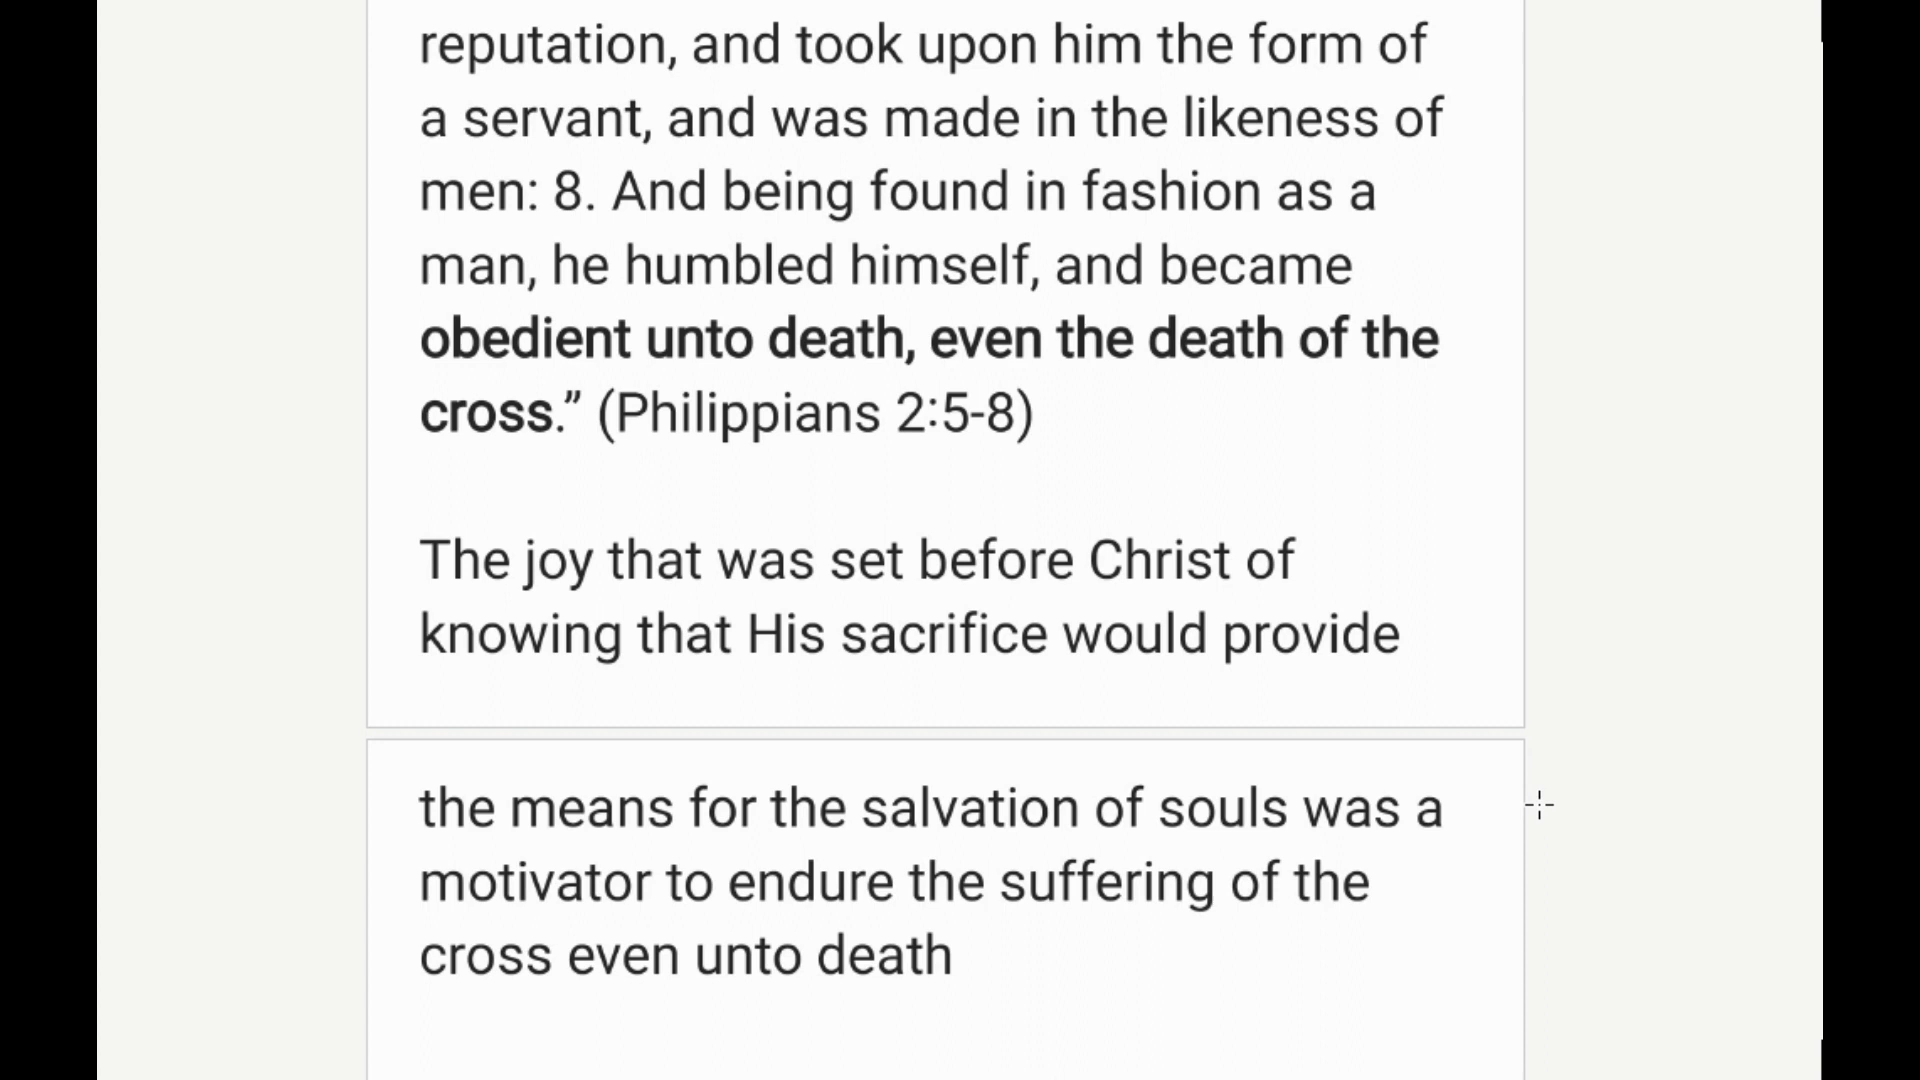 reputation, and took upon him the form of
a servant, and was made in the likeness of
men: 8. And being found in fashion as a
man, he humbled himself, and became
obedient unto death, even the death of the
cross.” (Philippians 2:5-8)
The joy that was set before Christ of
knowing that His sacrifice would provide
the means for the salvation of souls was a
motivator to endure the suffering of the
cross even unto death